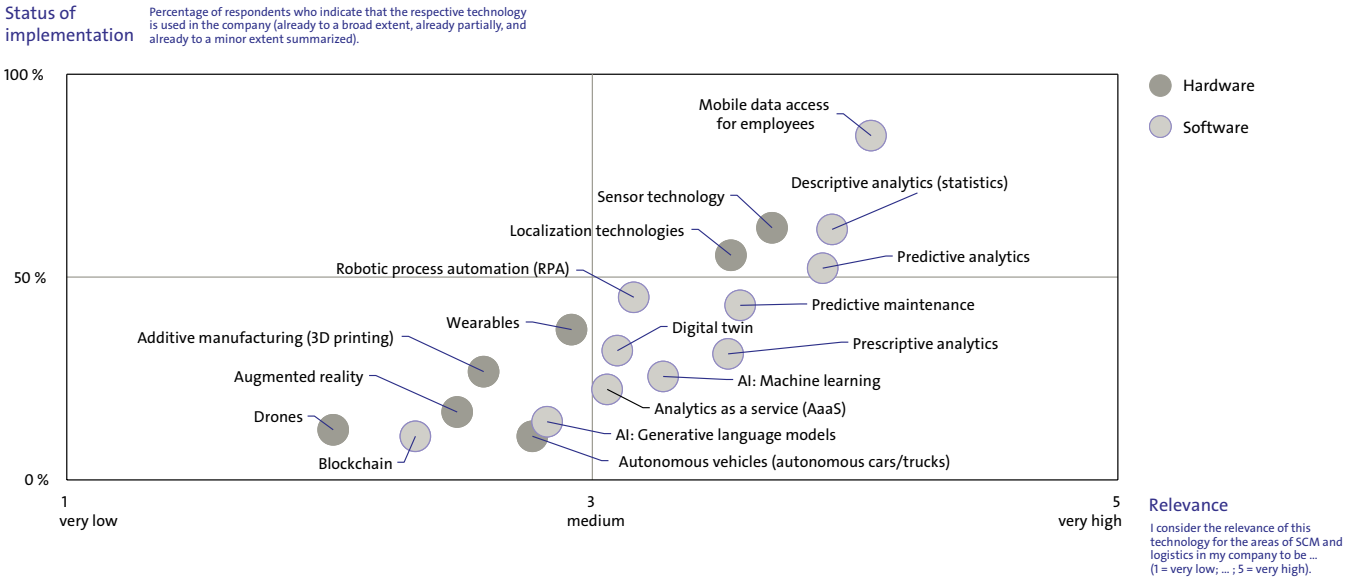 Status of
implementation
Percentage of respondents who indicate that the respective technology
is used in the company (already to a broad extent, already partially, and
already to a minor extent summarized).
100 %
50 %
0 %
Mobile data access
for employees
Descriptive analytics (statistics)
Sensor technology
Localization technologies
Predictive analytics
Robotic process automation (RPA)
Predictive maintenance
Wearables
Digital twin
Additive manufacturing (3D printing)
Prescriptive analytics
Augmented reality
AI: Machine learning
Analytics as a service (AaaS)
Drones
AI: Generative language models
Blockchain
Autonomous vehicles (autonomous cars/trucks)
Hardware
Software
1
very low
3
medium
5
very high
Relevance
I consider the relevance of this
technology for the areas of SCM and
logistics in my company to be ...
(1 = very low; ... ; 5 = very high).